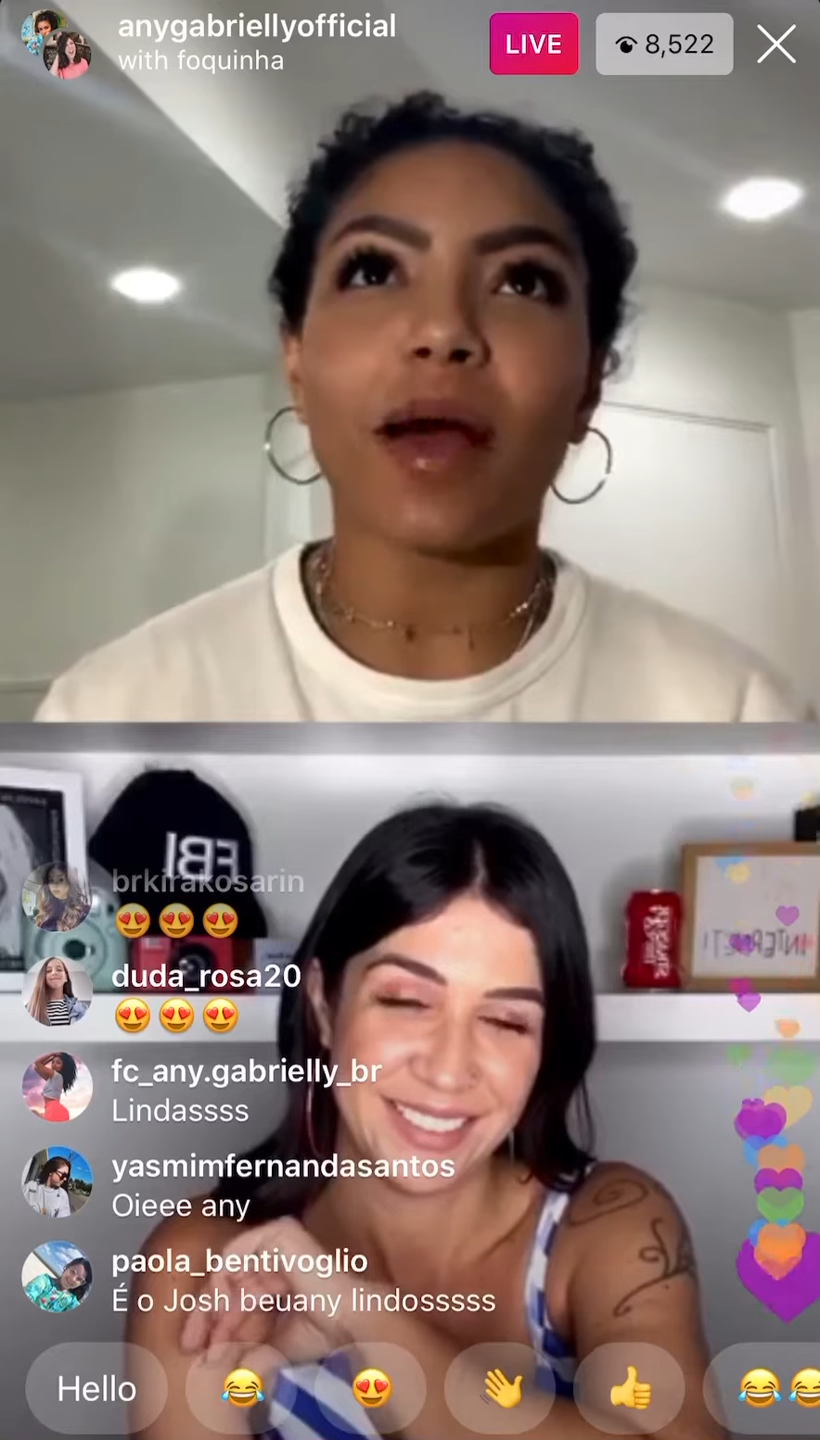 anygabriellyofficial
with foquinha
LIVE
8,522
FBI
brkirakosarin
😍😍😍
INTERNET!
duda_rosa20
😍😍😍
fc_any.gabrielly_br
Lindassss
yasmimfernandasantos
Oieee any
paola_bentivoglio
É o Josh beuany lindosssss
Hello 😂 😍 👋 👍 😂😂